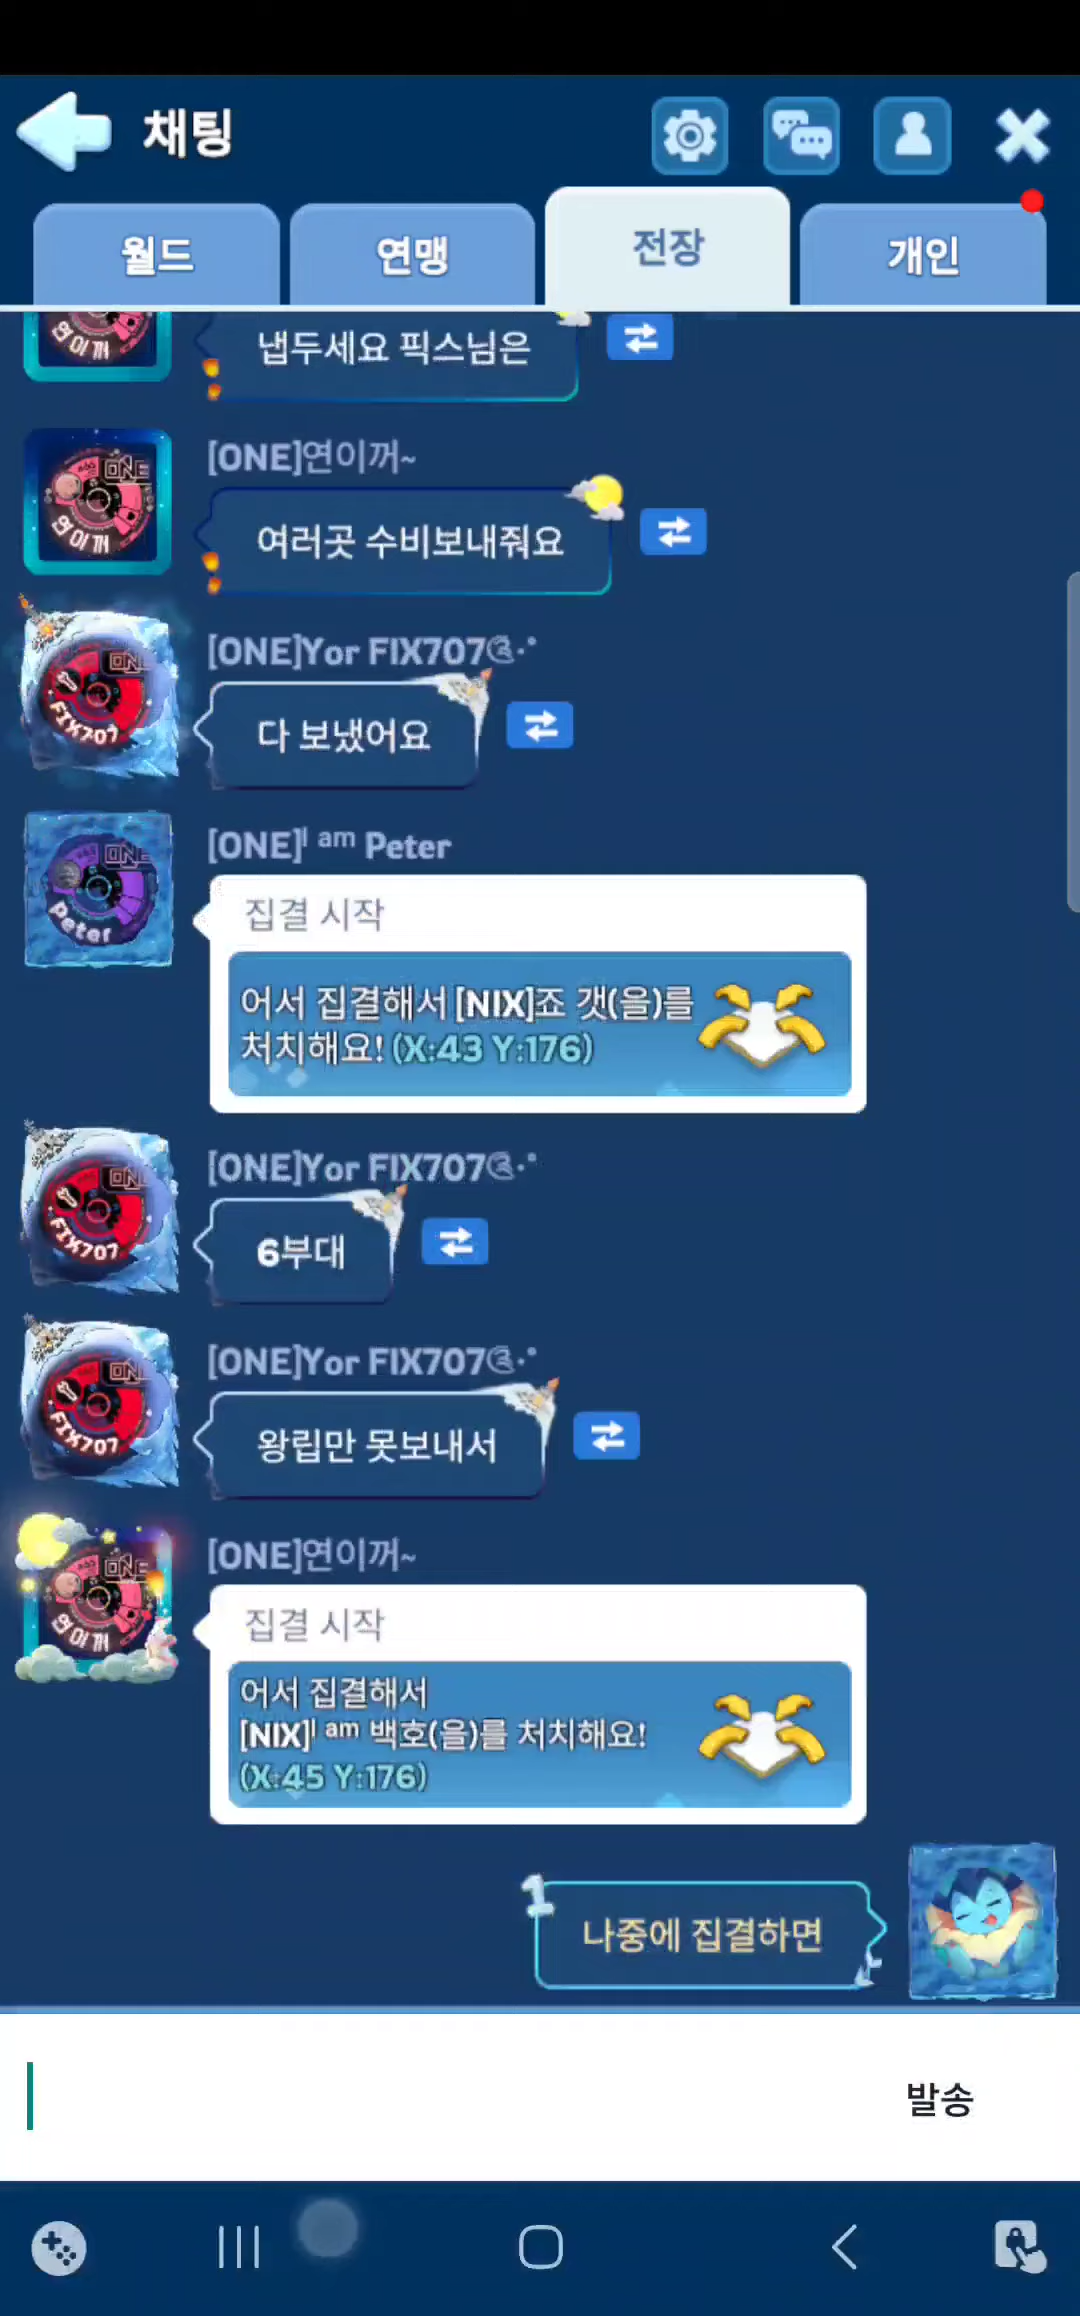 채팅
월드
연맹
전장
개인
냅두세요 픽스님은
[ONE]연이꺼~
여러곳 수비보내줘요
[ONE]Yor FIX707
다 보냈어요
[ONE]ᴵ ᵃᵐ Peter
집결 시작
어서 집결해서 [NIX]죠 갯(을)를
처치해요! (X:43 Y:176)
[ONE]Yor FIX707
6부대
[ONE]Yor FIX707
왕립만 못보내서
[ONE]연이꺼~
집결 시작
어서 집결해서
[NIX]ᴵ ᵃᵐ 백호(을)를 처치해요!
(X:45 Y:176)
나중에 집결하면
발송